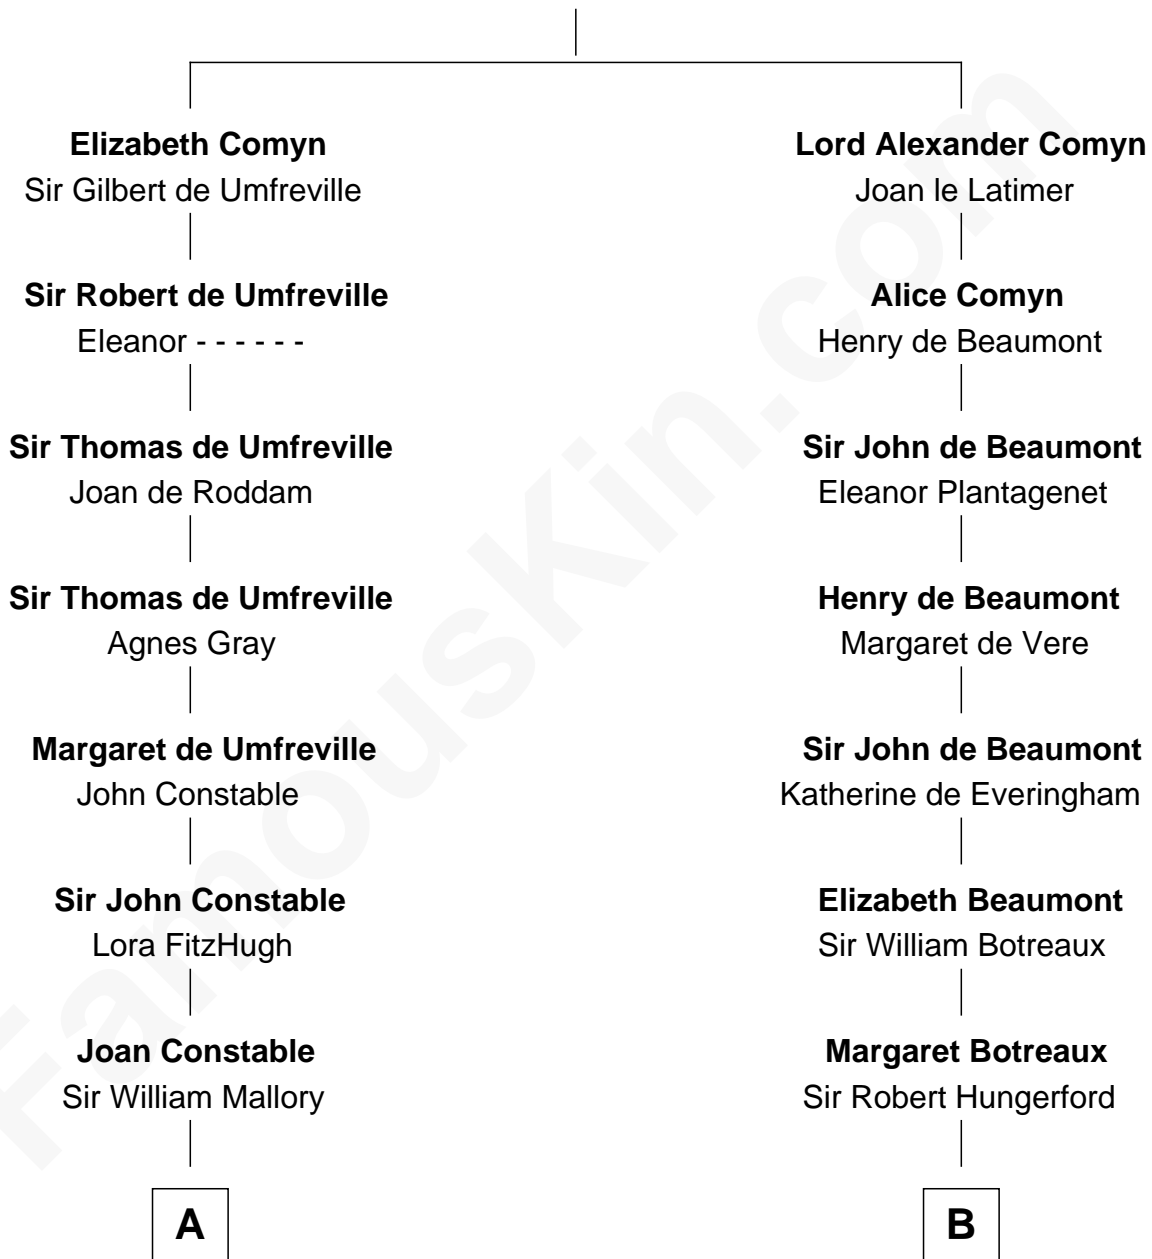 Elizabeth Comyn
Sir Gilbert de Umfreville
Sir Robert de Umfreville
Eleanor - - - - - -
Sir Thomas de Umfreville
Joan de Roddam
Sir Thomas de Umfreville
Agnes Gray
Margaret de Umfreville
John Constable
Sir John Constable
Lora FitzHugh
Joan Constable
Sir William Mallory
A
Lord Alexander Comyn
Joan le Latimer
Alice Comyn
Henry de Beaumont
Sir John de Beaumont
Eleanor Plantagenet
Henry de Beaumont
Margaret de Vere
Sir John de Beaumont
Katherine de Everingham
Elizabeth Beaumont
Sir William Botreaux
Margaret Botreaux
Sir Robert Hungerford
B
FamousKin.com